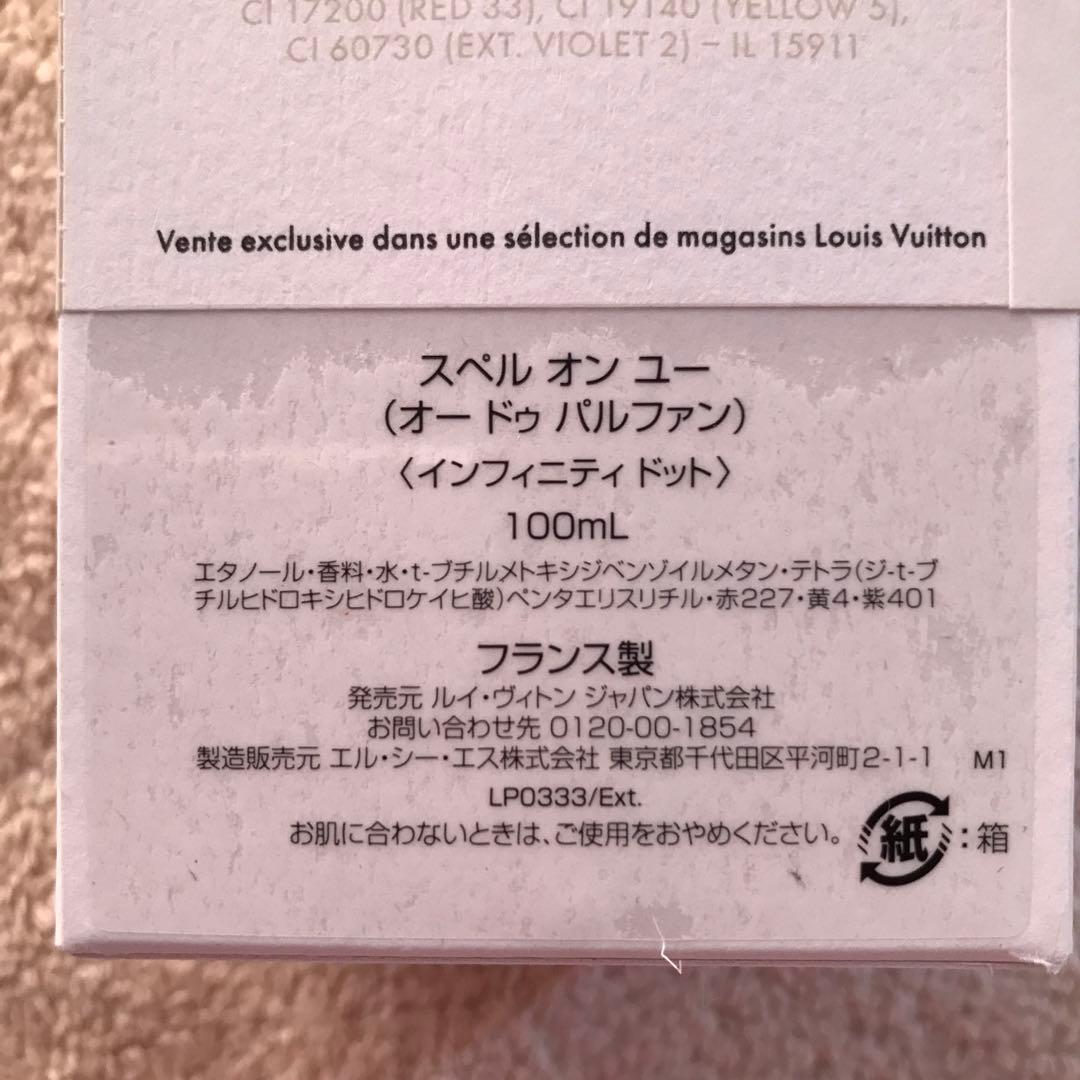 CI 17200 (RED 33), CI 19140 (YELLOW 5),
CI 60730 (EXT. VIOLET 2) – IL 15911
Vente exclusive dans une sélection de magasins Louis Vuitton
スペル オン ユー
(オー ドゥ パルファン)
〈インフィニティ ドット〉
100mL
エタノール・香料・水・t-ブチルメトキシジベンゾイルメタン・テトラ(ジ-t-ブ
チルヒドロキシヒドロケイヒ酸)ペンタエリスリチル・赤227・黄4・紫401
フランス製
発売元 ルイ・ヴィトン ジャパン株式会社
お問い合わせ先 0120-00-1854
製造販売元 エル・シー・エス株式会社 東京都千代田区平河町2-1-1 M1
LP0333/Ext.
お肌に合わないときは、ご使用をおやめください。 紙:箱